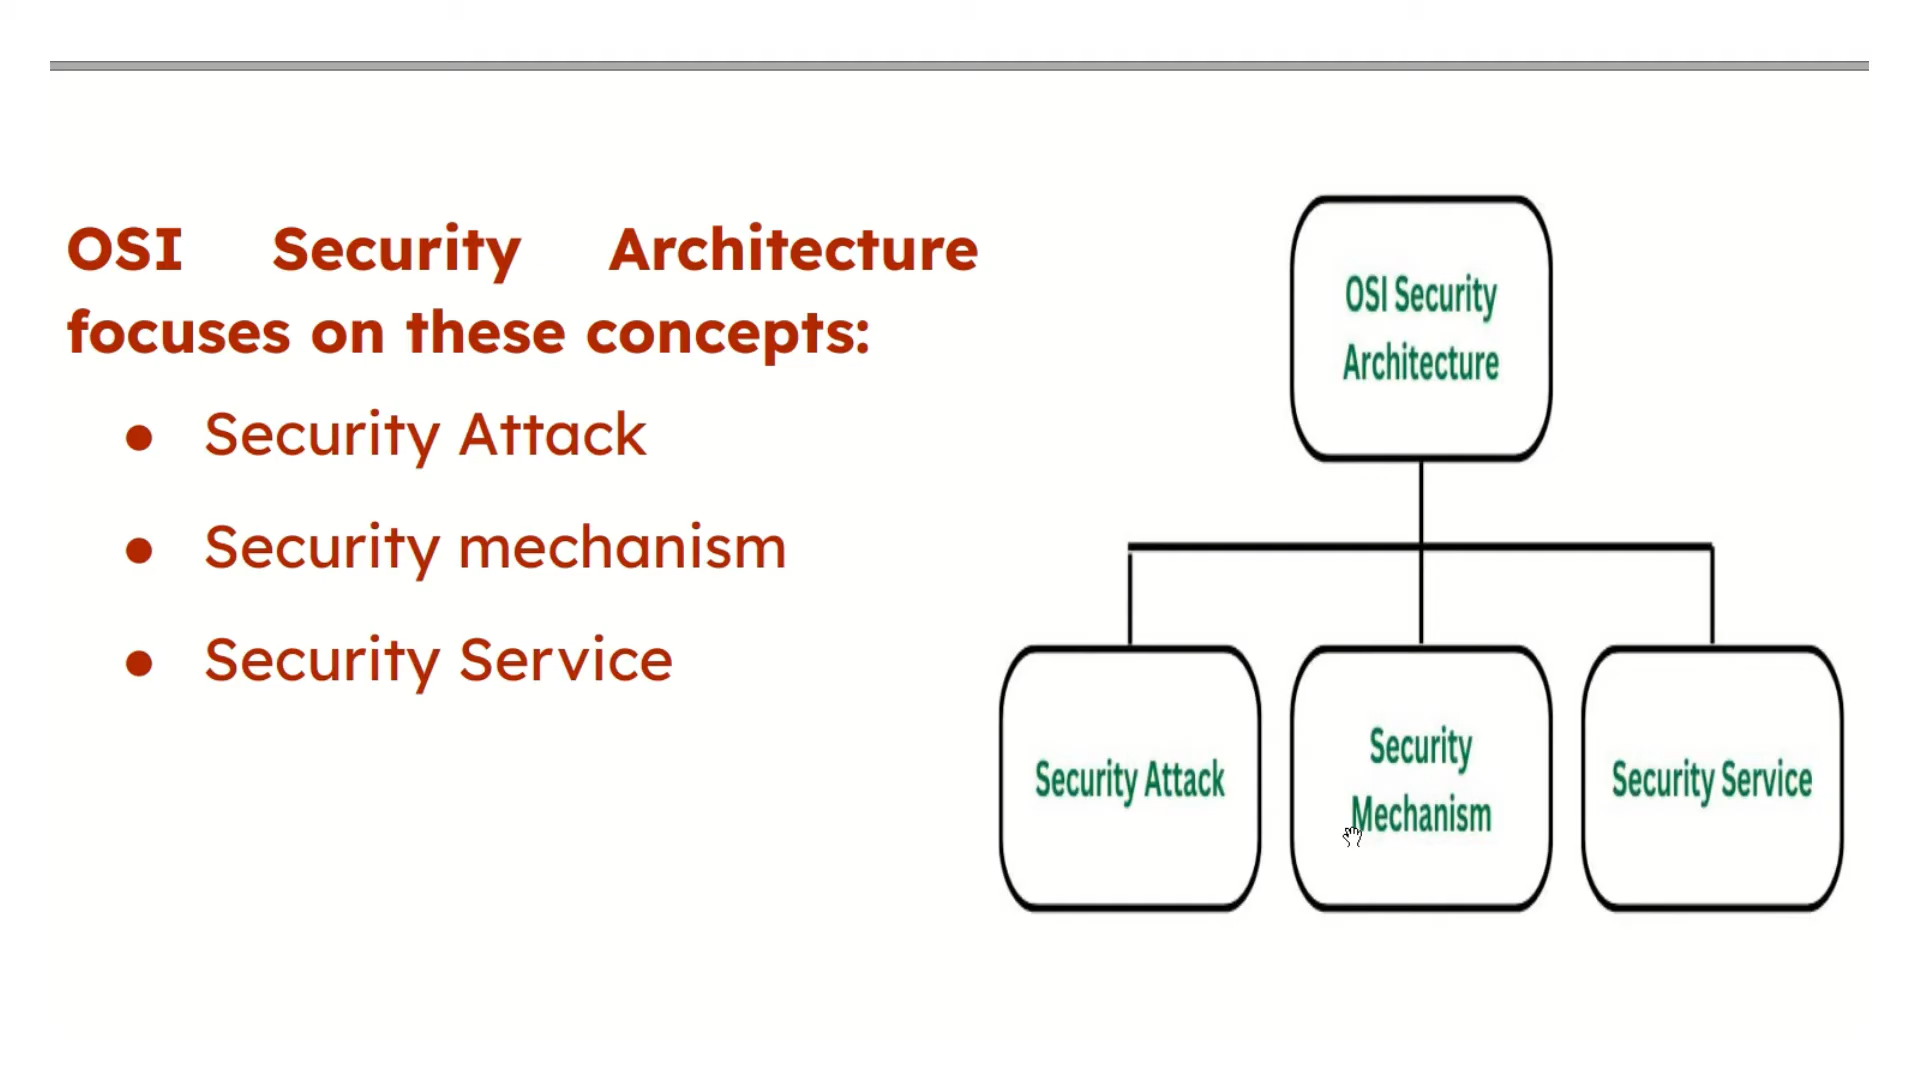 OSI Security Architecture
focuses on these concepts:
● Security Attack
● Security mechanism
● Security Service
OSI Security
Architecture
Security Attack
Security
Mechanism
Security Service